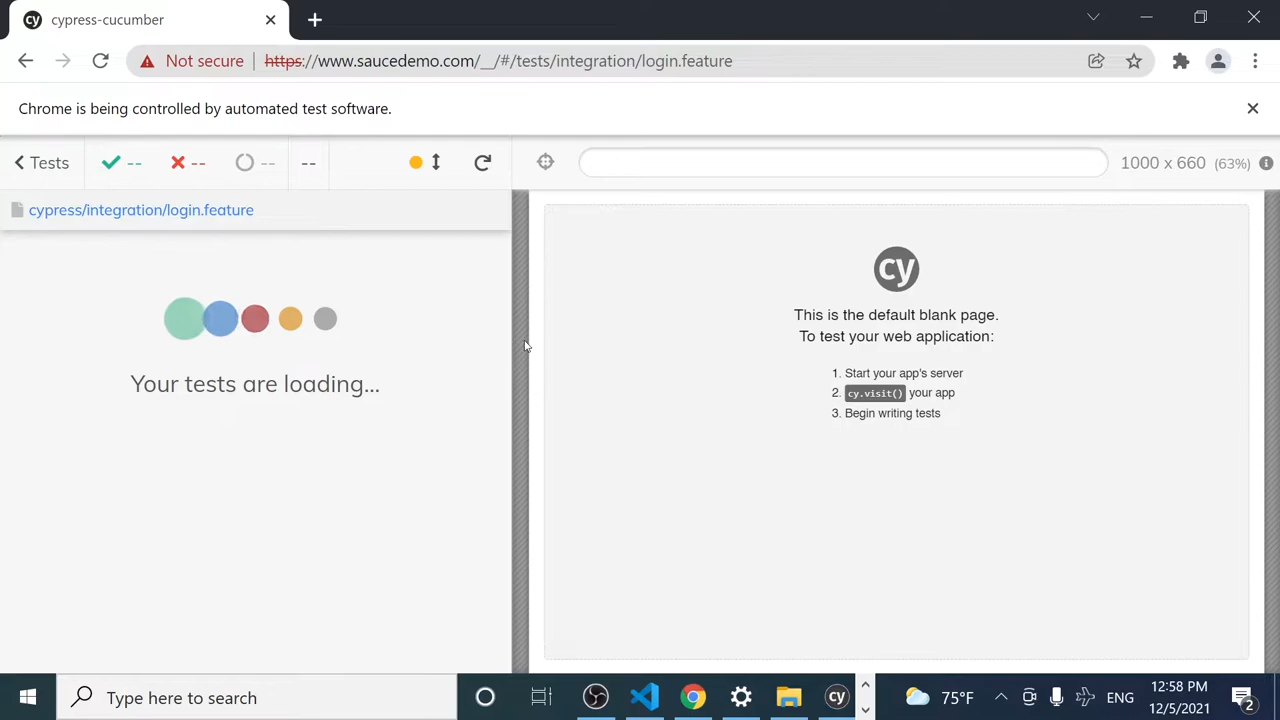 cypress-cucumber
Not secure https://www.saucedemo.com/__/#/tests/integration/login.feature
Chrome is being controlled by automated test software.
Tests -- -- -- -- 1000 x 660 (63%)
cypress/integration/login.feature
cy
This is the default blank page.
To test your web application:
1. Start your app's server
2. cy.visit() your app
3. Begin writing tests
Your tests are loading...
Type here to search
cy
75°F
ENG
12:58 PM
12/5/2021
2